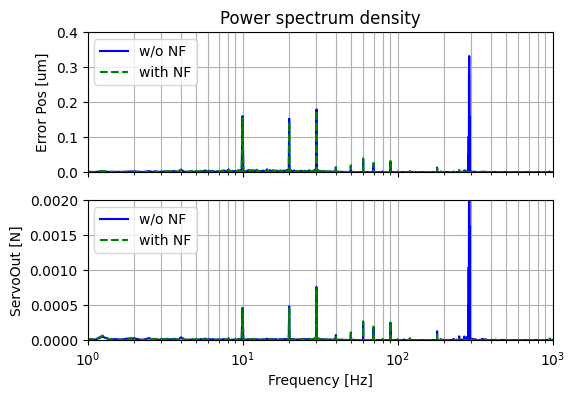 Power spectrum density
Error Pos [um]
0.4
0.3
0.2
0.1
0.0
w/o NF
with NF
ServoOut [N]
0.0020
0.0015
0.0010
0.0005
0.0000
w/o NF
with NF
10⁰ 10¹ 10² 10³
Frequency [Hz]